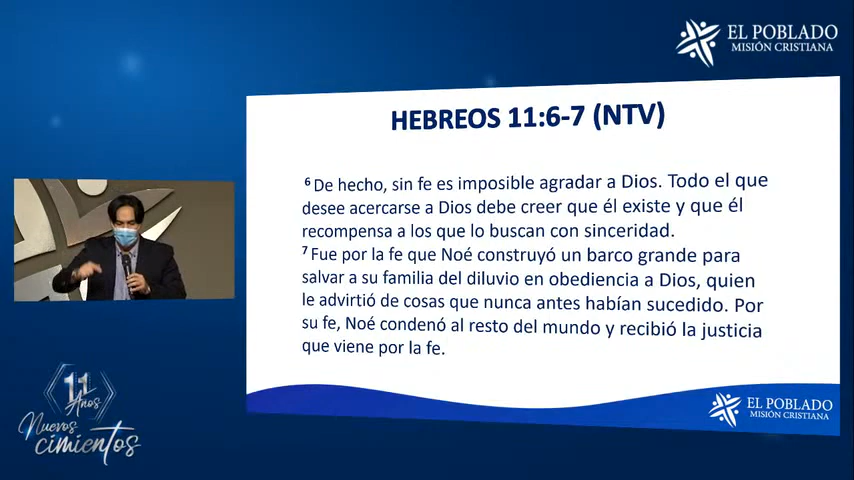 EL POBLADO
MISIÓN CRISTIANA
HEBREOS 11:6-7 (NTV)
6 De hecho, sin fe es imposible agradar a Dios. Todo el que
desee acercarse a Dios debe creer que él existe y que él
recompensa a los que lo buscan con sinceridad.
7 Fue por la fe que Noé construyó un barco grande para
salvar a su familia del diluvio en obediencia a Dios, quien
le advirtió de cosas que nunca antes habían sucedido. Por
su fe, Noé condenó al resto del mundo y recibió la justicia
que viene por la fe.
11
Años
Nuevos
cimientos
EL POBLADO
MISIÓN CRISTIANA